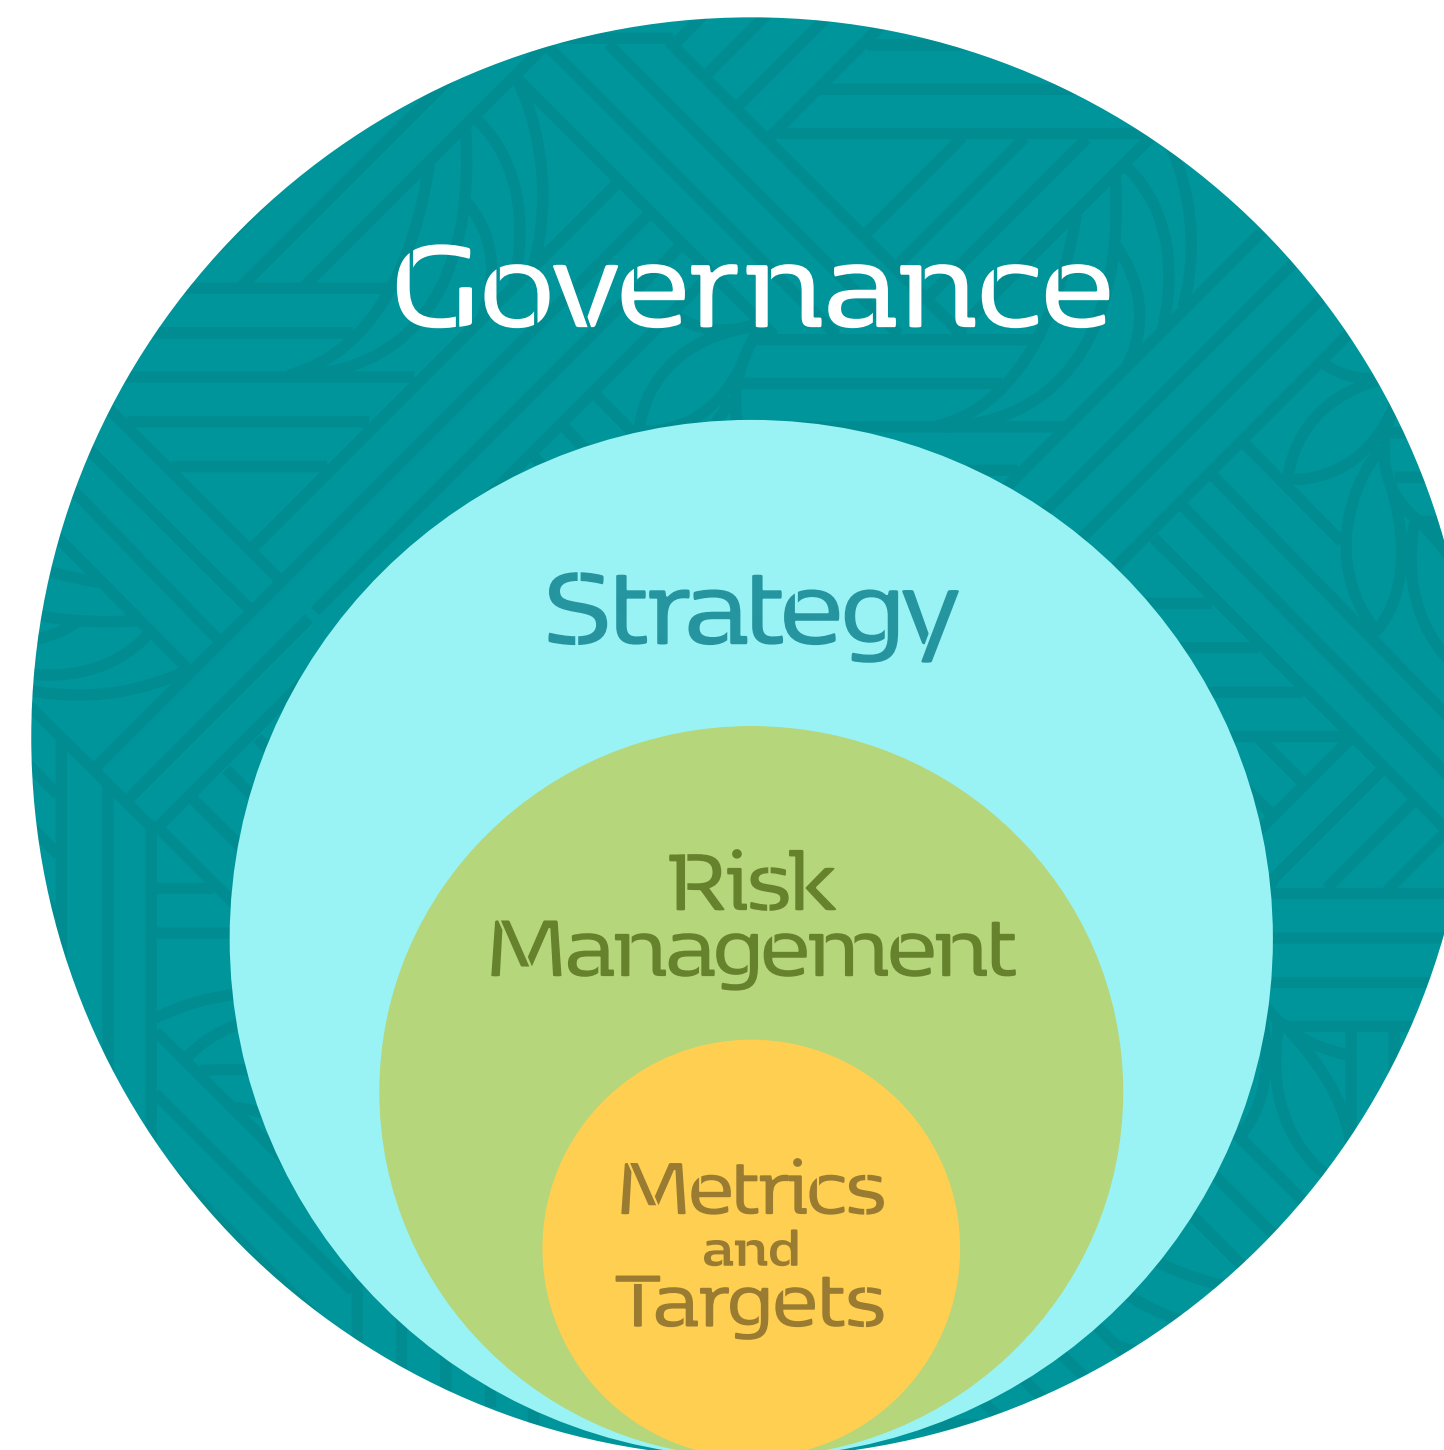 Governance
Strategy
Risk
Management
Metrics
and
Targets